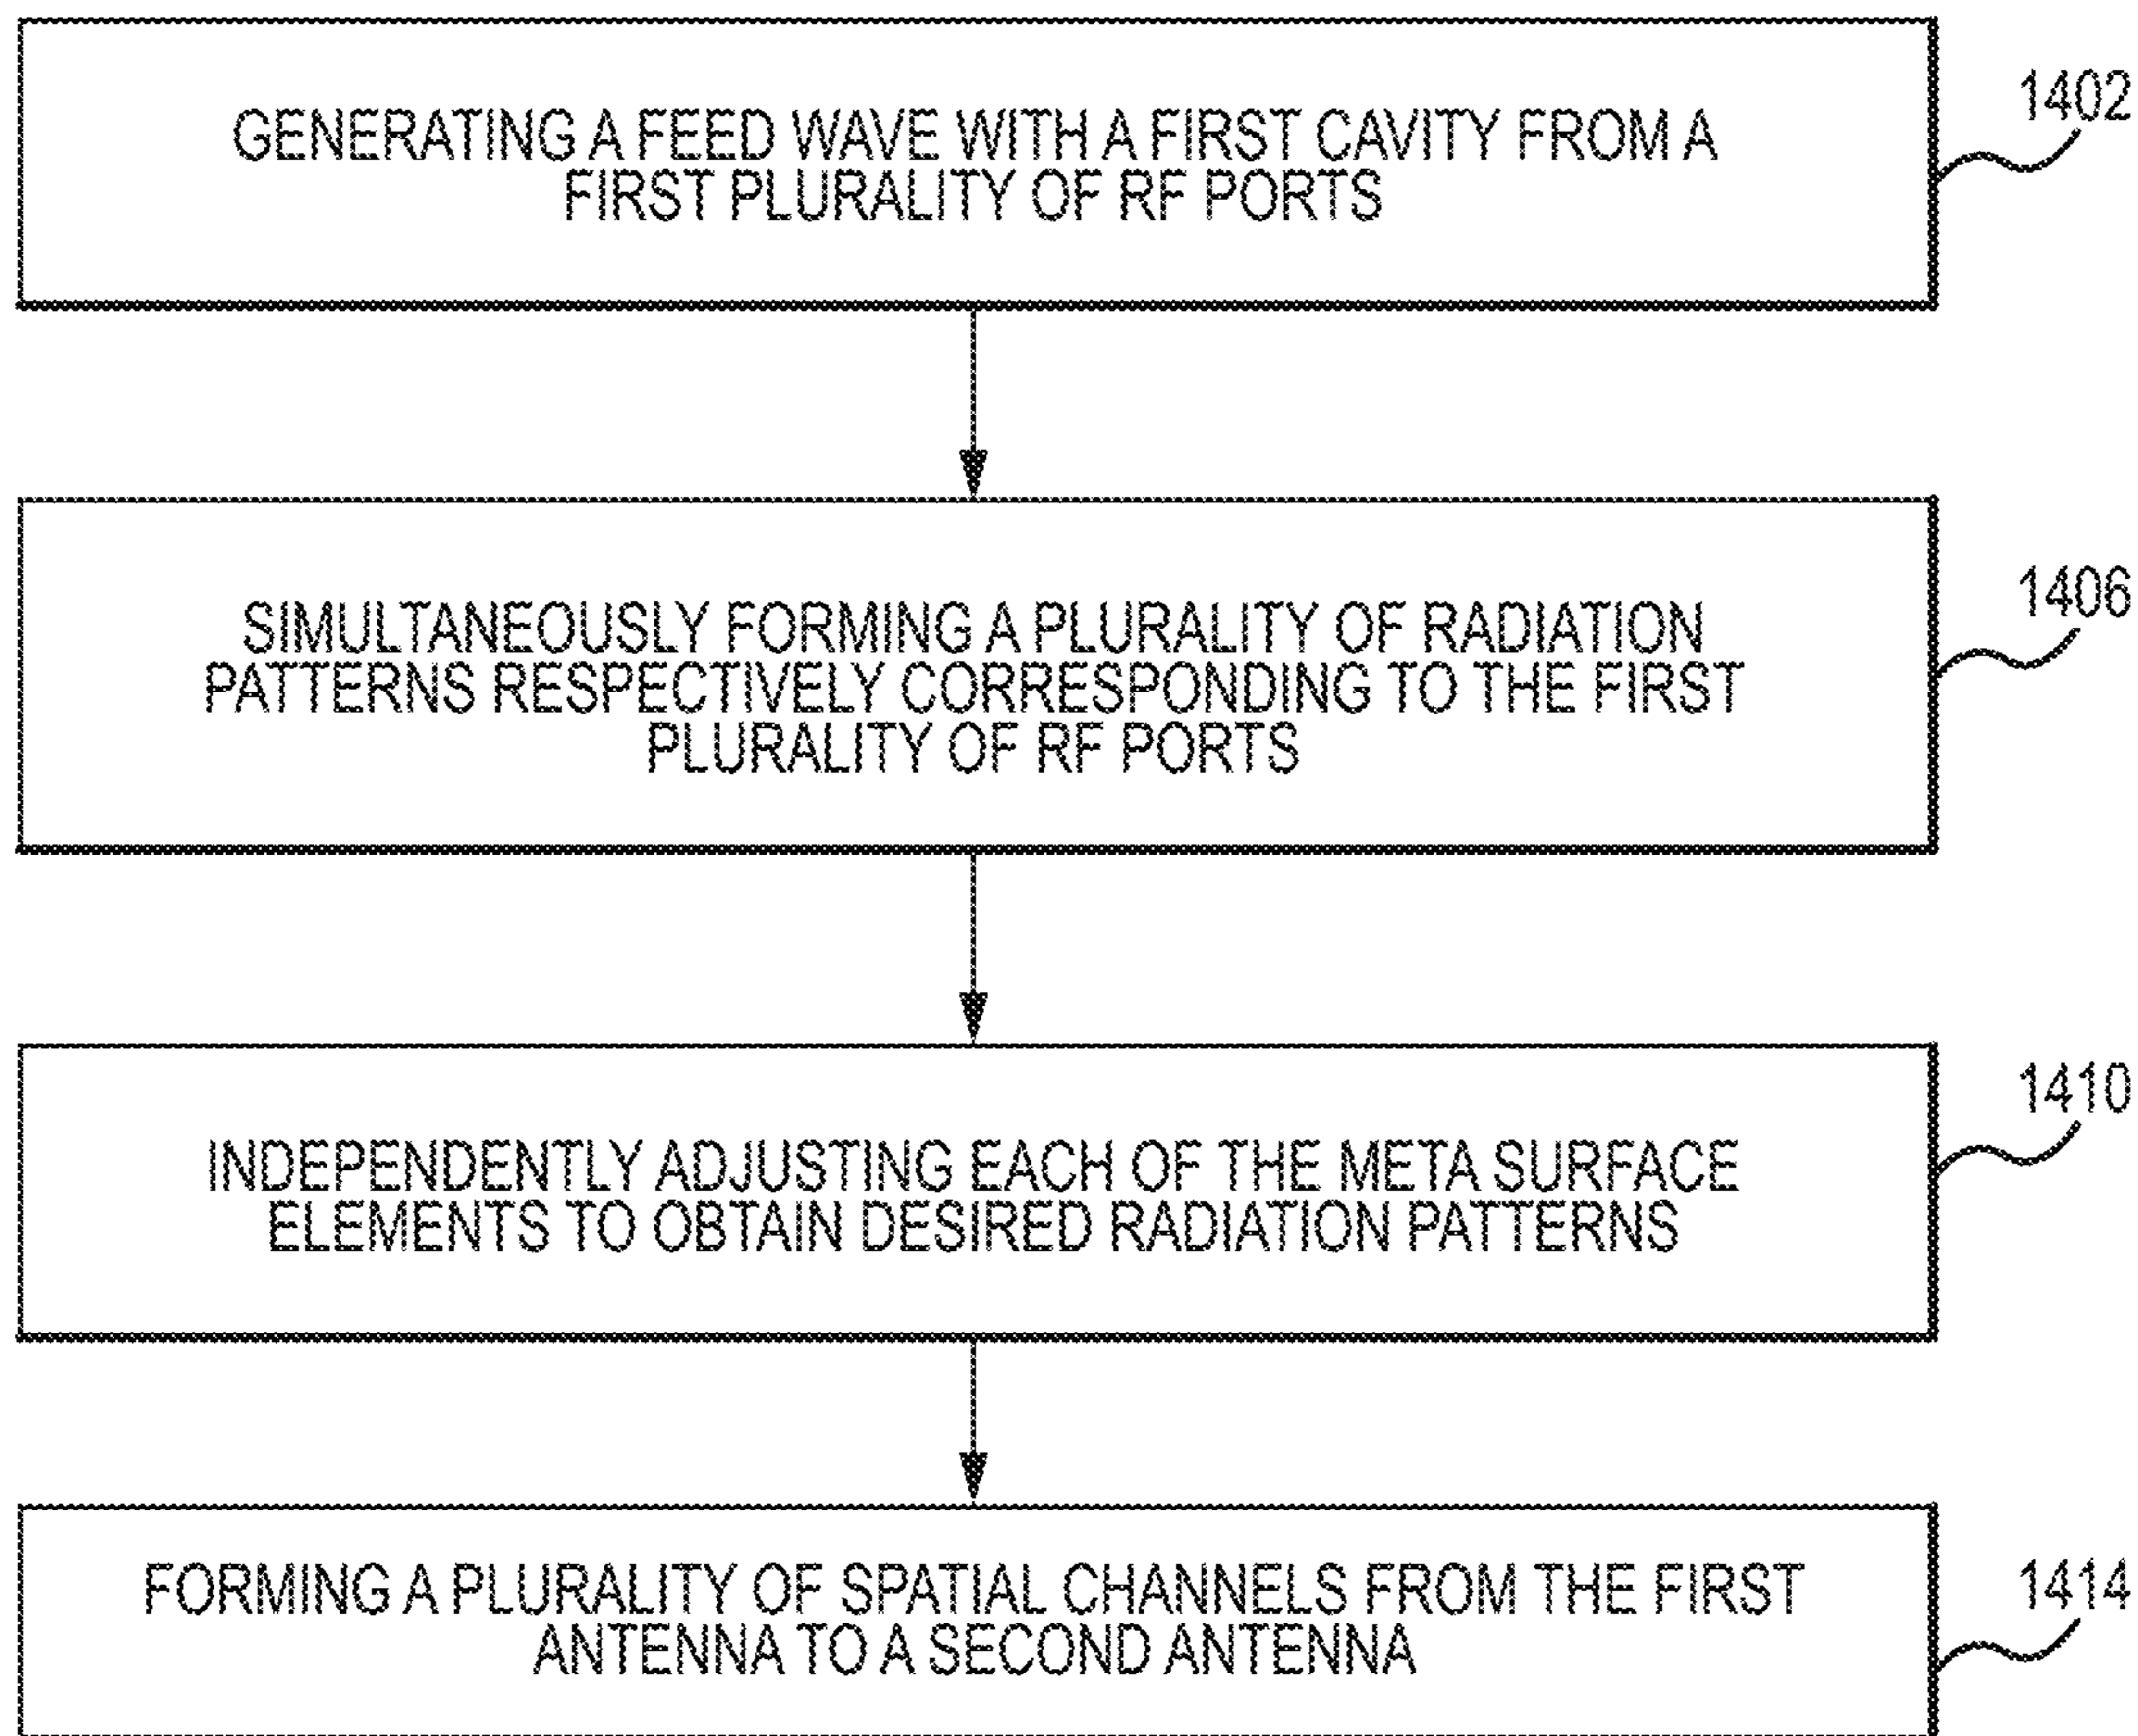 GENERATING A FEED WAVE WITH A FIRST CAVITY FROM A
FIRST PLURALITY OF RF PORTS
1402
SIMULTANEOUSLY FORMING A PLURALITY OF RADIATION
PATTERNS RESPECTIVELY CORRESPONDING TO THE FIRST
PLURALITY OF RF PORTS
1406
INDEPENDENTLY ADJUSTING EACH OF THE META SURFACE
ELEMENTS TO OBTAIN DESIRED RADIATION PATTERNS
1410
FORMING A PLURALITY OF SPATIAL CHANNELS FROM THE FIRST
ANTENNA TO A SECOND ANTENNA
1414